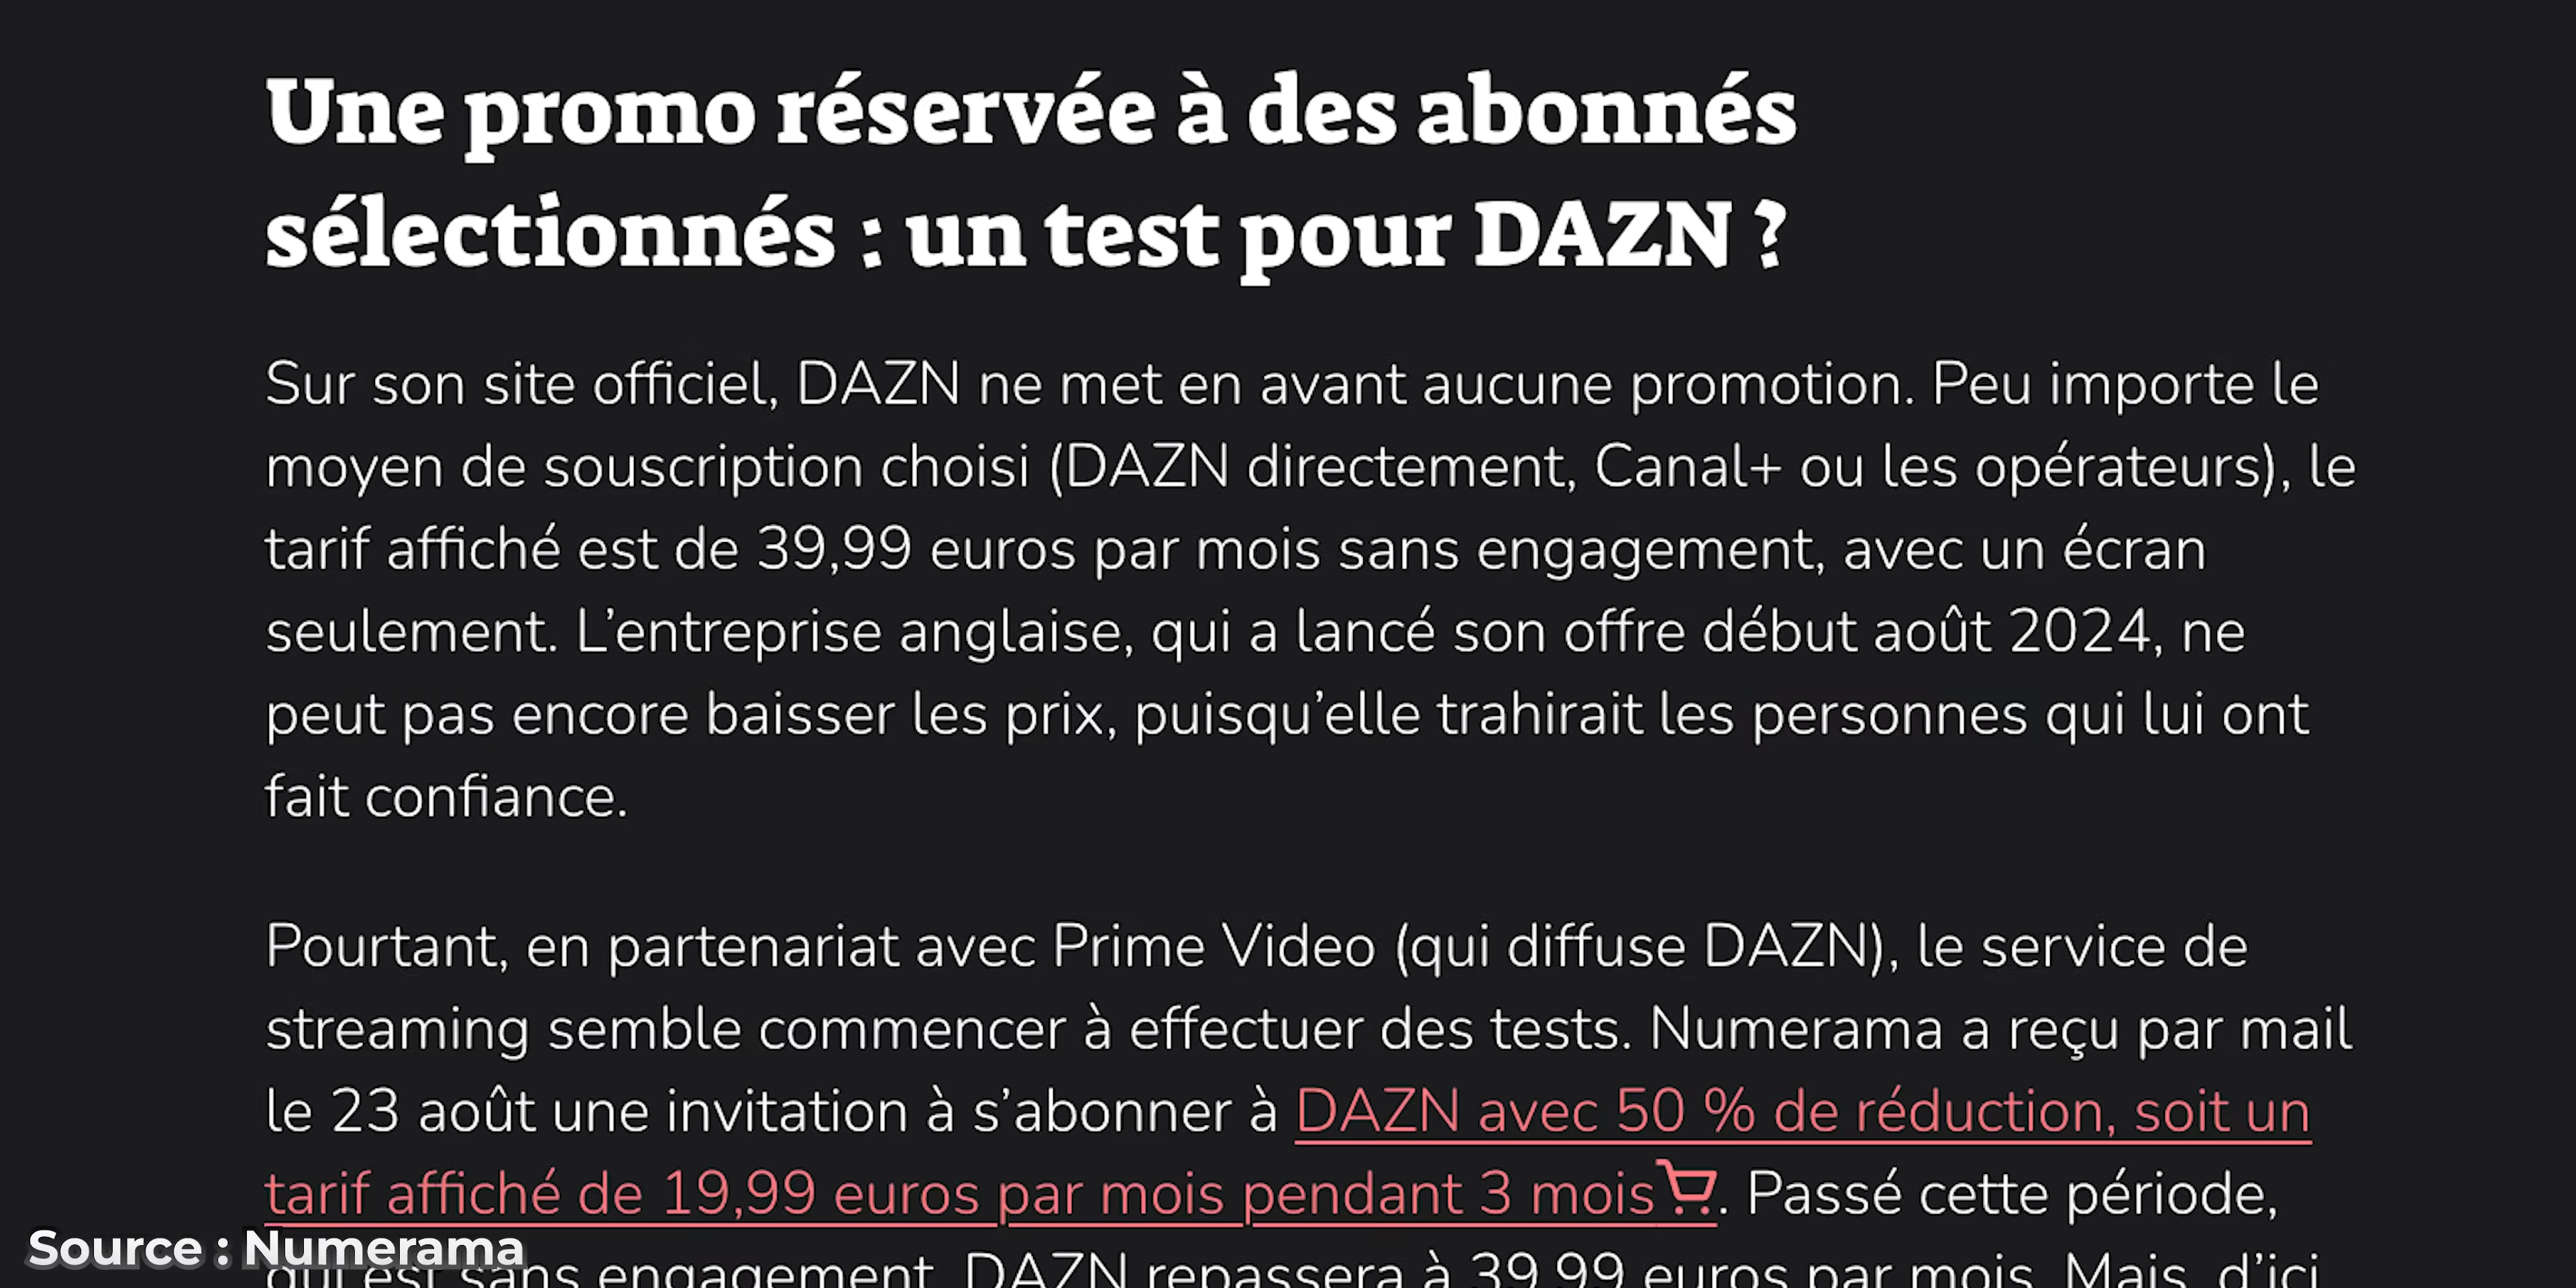 Une promo réservée à des abonnés
sélectionnés : un test pour DAZN ?
Sur son site officiel, DAZN ne met en avant aucune promotion. Peu importe le
moyen de souscription choisi (DAZN directement, Canal+ ou les opérateurs), le
tarif affiché est de 39,99 euros par mois sans engagement, avec un écran
seulement. L’entreprise anglaise, qui a lancé son offre début août 2024, ne
peut pas encore baisser les prix, puisqu’elle trahirait les personnes qui lui ont
fait confiance.
Pourtant, en partenariat avec Prime Video (qui diffuse DAZN), le service de
streaming semble commencer à effectuer des tests. Numerama a reçu par mail
le 23 août une invitation à s’abonner à DAZN avec 50 % de réduction, soit un
tarif affiché de 19,99 euros par mois pendant 3 mois. Passé cette période,
qui est sans engagement, DAZN repassera à 39,99 euros par mois. Mais, d’ici
Source : Numerama